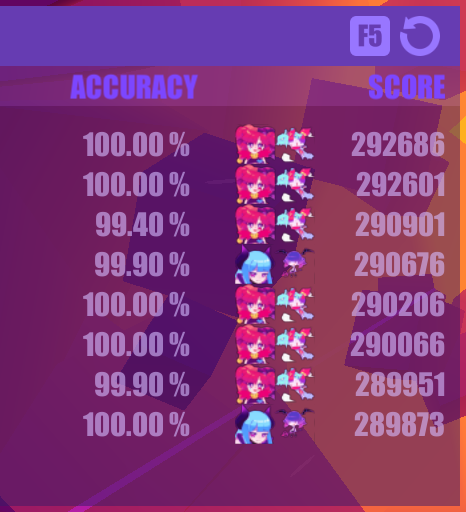 F5
ACCURACY SCORE
100.00 % 292686
100.00 % 292601
99.40 % 290901
99.90 % 290676
100.00 % 290206
100.00 % 290066
99.90 % 289951
100.00 % 289873